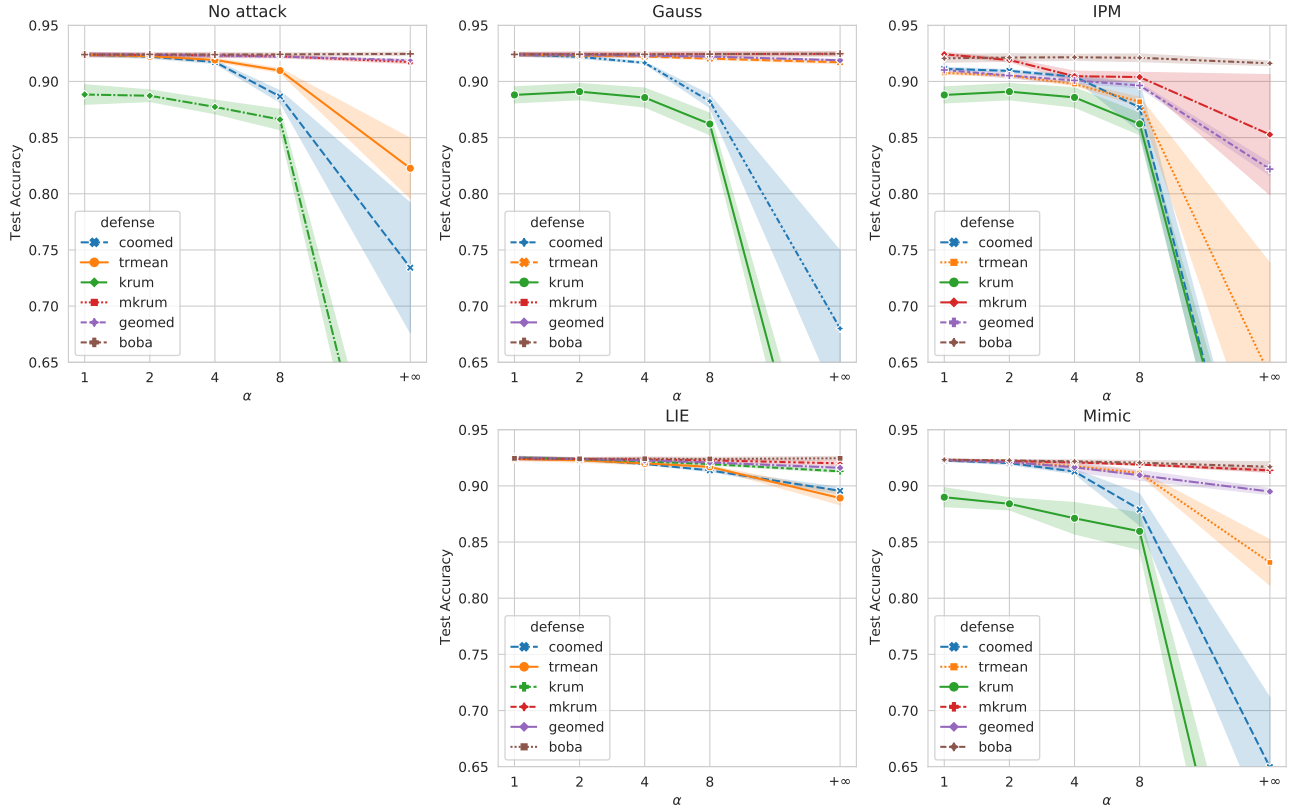 No attack
0.95
0.90
0.85
0.80
0.75
0.70
0.65
Test Accuracy
defense
coomed
trmean
krum
mkrum
geomed
boba
1 2 4 8 +∞
α
Gauss
0.95
0.90
0.85
0.80
0.75
0.70
0.65
Test Accuracy
defense
coomed
trmean
krum
mkrum
geomed
boba
1 2 4 8 +∞
α
IPM
0.95
0.90
0.85
0.80
0.75
0.70
0.65
Test Accuracy
defense
coomed
trmean
krum
mkrum
geomed
boba
1 2 4 8 +∞
α
LIE
0.95
0.90
0.85
0.80
0.75
0.70
0.65
Test Accuracy
defense
coomed
trmean
krum
mkrum
geomed
boba
1 2 4 8 +∞
α
Mimic
0.95
0.90
0.85
0.80
0.75
0.70
0.65
Test Accuracy
defense
coomed
trmean
krum
mkrum
geomed
boba
1 2 4 8 +∞
α